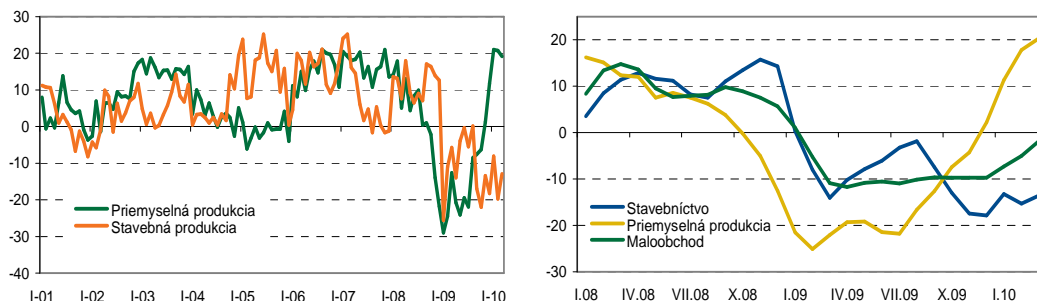 30
20
10
0
-10
-20
-30
-40
Priemyselná produkcia
Stavebná produkcia
I-01 I-02 I-03 I-04 I-05 I-06 I-07 I-08 I-09 I-10
20
10
0
-10
-20
-30
Stavebníctvo
Priemyselná produkcia
Maloobchod
I.08 IV.08 VII.08 X.08 I.09 IV.09 VII.09 X.09 I.10